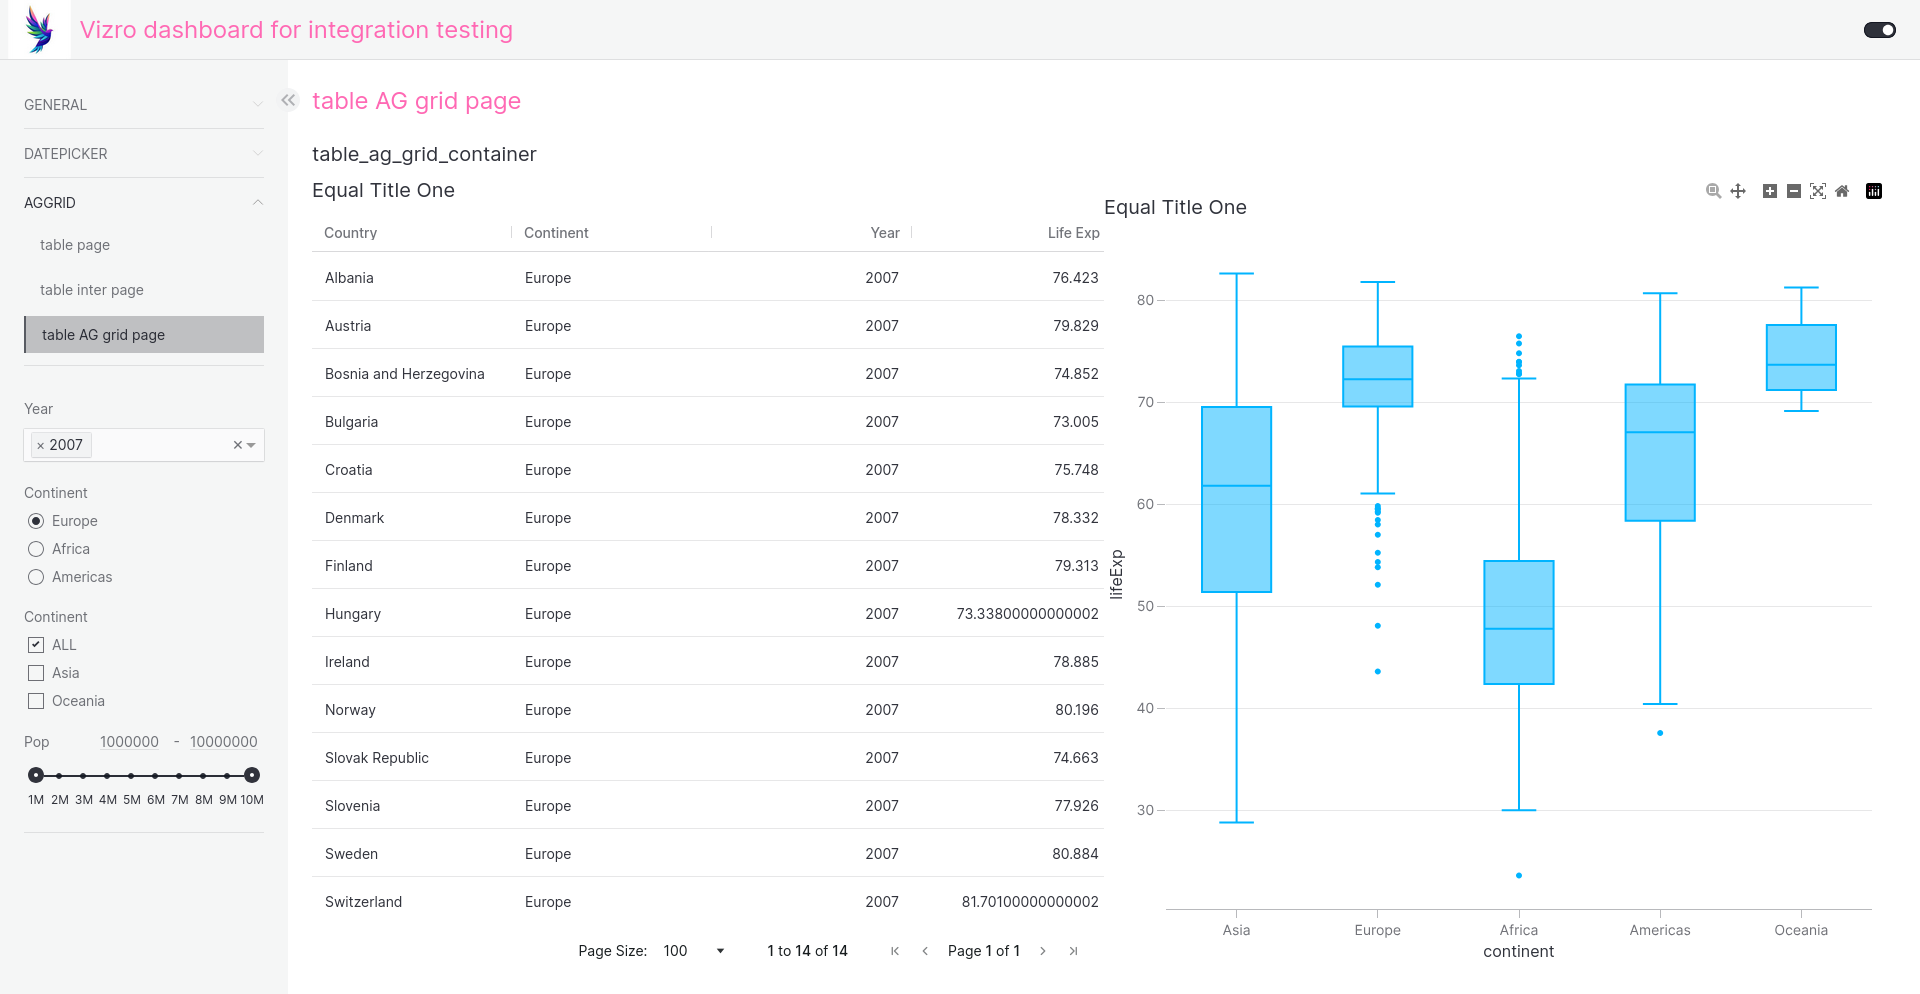 Vizro dashboard for integration testing
GENERAL
DATEPICKER
AGGRID
table page
table inter page
table AG grid page
Year
× 2007
Continent
Europe
Africa
Americas
Continent
ALL
Asia
Oceania
Pop 1000000 - 10000000
1M 2M 3M 4M 5M 6M 7M 8M 9M 10M
table AG grid page
table_ag_grid_container
Equal Title One
Country Continent Year Life Exp
Albania Europe 2007 76.423
Austria Europe 2007 79.829
Bosnia and Herzegovina Europe 2007 74.852
Bulgaria Europe 2007 73.005
Croatia Europe 2007 75.748
Denmark Europe 2007 78.332
Finland Europe 2007 79.313
Hungary Europe 2007 73.33800000000002
Ireland Europe 2007 78.885
Norway Europe 2007 80.196
Slovak Republic Europe 2007 74.663
Slovenia Europe 2007 77.926
Sweden Europe 2007 80.884
Switzerland Europe 2007 81.70100000000002
Page Size: 100 1 to 14 of 14 Page 1 of 1
Equal Title One
80
70
60
50
40
30
lifeExp
Asia Europe Africa Americas Oceania
continent